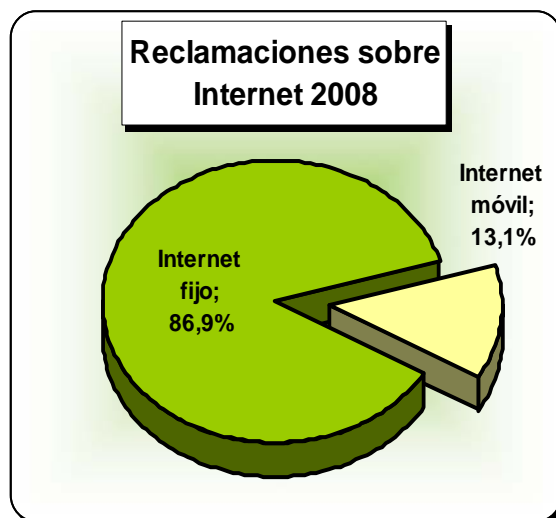 Reclamaciones sobre
Internet 2008
Internet
móvil;
13,1%
Internet
fijo;
86,9%